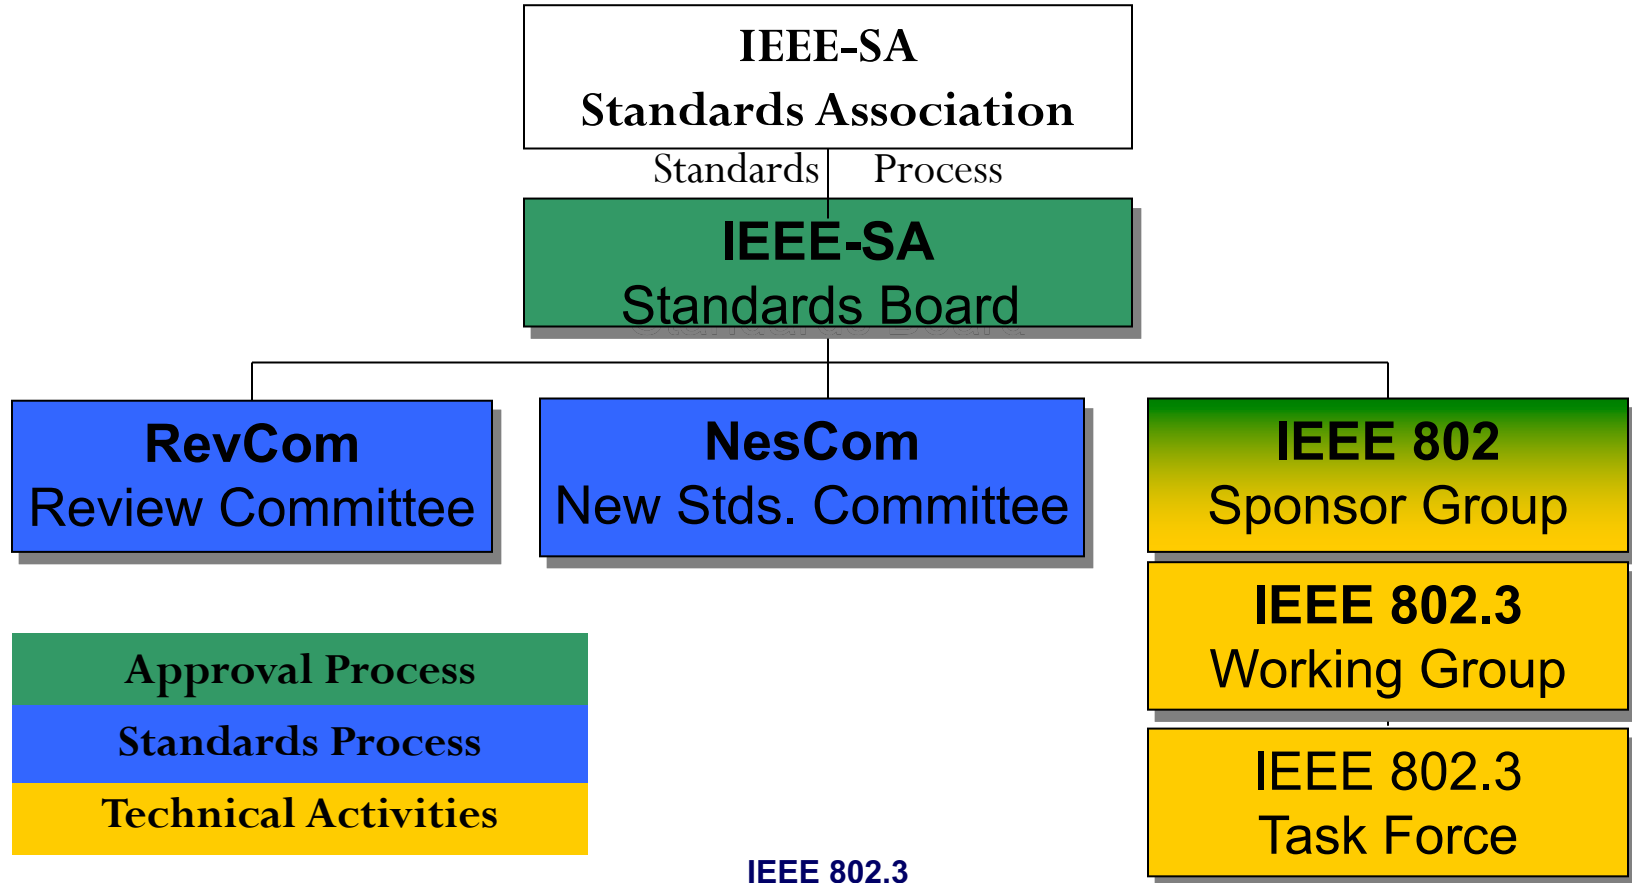 IEEE-SA
Standards Association
Standards Process
IEEE-SA
Standards Board
RevCom
Review Committee
NesCom
New Stds. Committee
IEEE 802
Sponsor Group
IEEE 802.3
Working Group
IEEE 802.3
Task Force
Approval Process
Standards Process
Technical Activities
IEEE 802.3